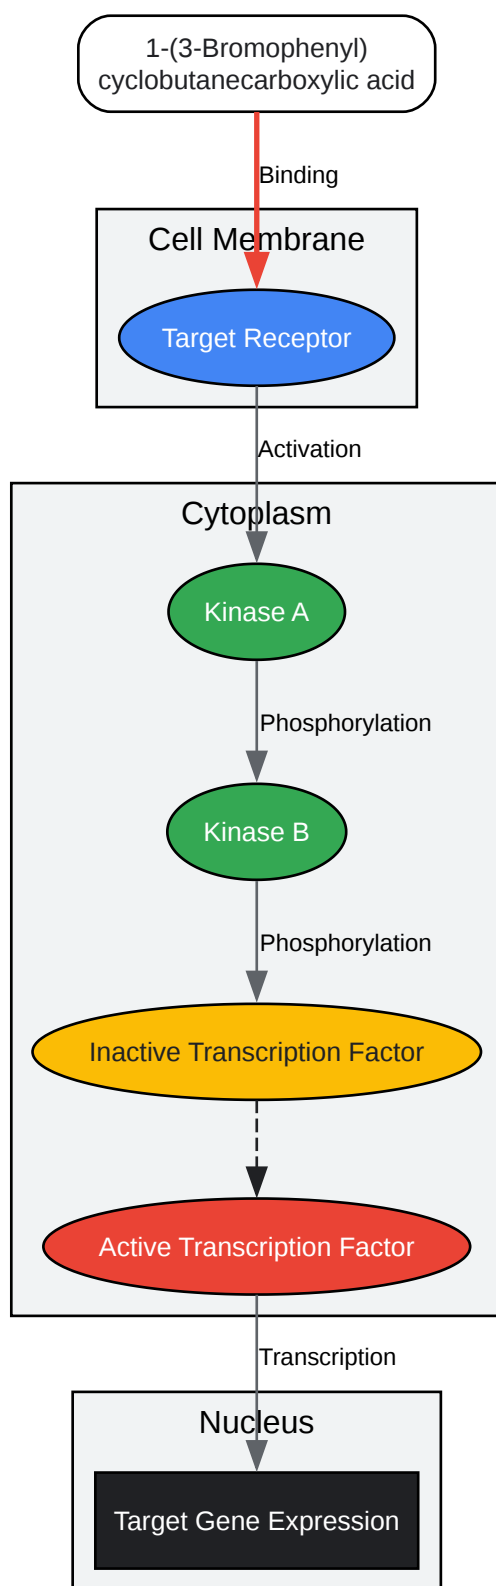 1-(3-Bromophenyl)
cyclobutanecarboxylic acid
Binding
Cell Membrane
Target Receptor
Activation
Cytoplasm
Kinase A
Phosphorylation
Kinase B
Phosphorylation
Inactive Transcription Factor
Active Transcription Factor
Transcription
Nucleus
Target Gene Expression